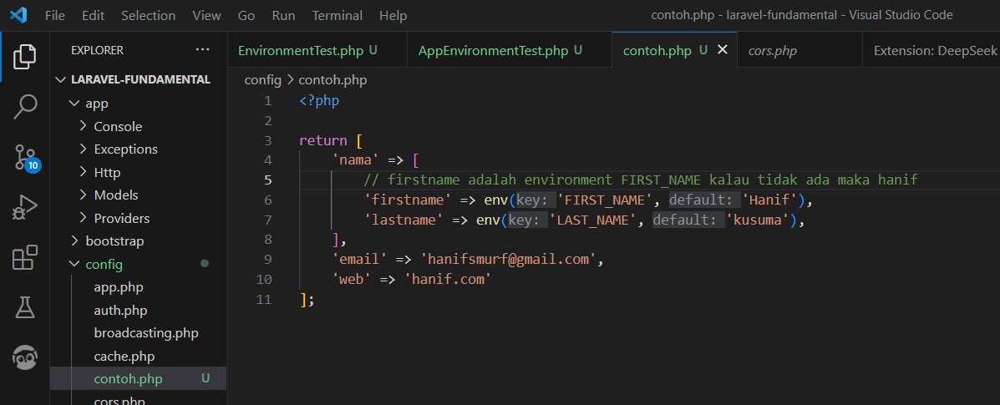 File Edit Selection View Go Run Terminal Help contoh.php - laravel-fundamental - Visual Studio Code
EXPLORER ···
EnvironmentTest.php U AppEnvironmentTest.php U contoh.php U cors.php Extension: DeepSeek
LARAVEL-FUNDAMENTAL
app
Console
Exceptions
Http
Models
Providers
bootstrap
config
app.php
auth.php
broadcasting.php
cache.php
contoh.php U
cors.php
10
config > contoh.php
1 <?php
2
3 return [
4 'nama' => [
5 // firstname adalah environment FIRST_NAME kalau tidak ada maka hanif
6 'firstname' => env(key: 'FIRST_NAME', default: 'Hanif'),
7 'lastname' => env(key: 'LAST_NAME', default: 'kusuma'),
8 ],
9 'email' => 'hanifsmurf@gmail.com',
10 'web' => 'hanif.com'
11 ];